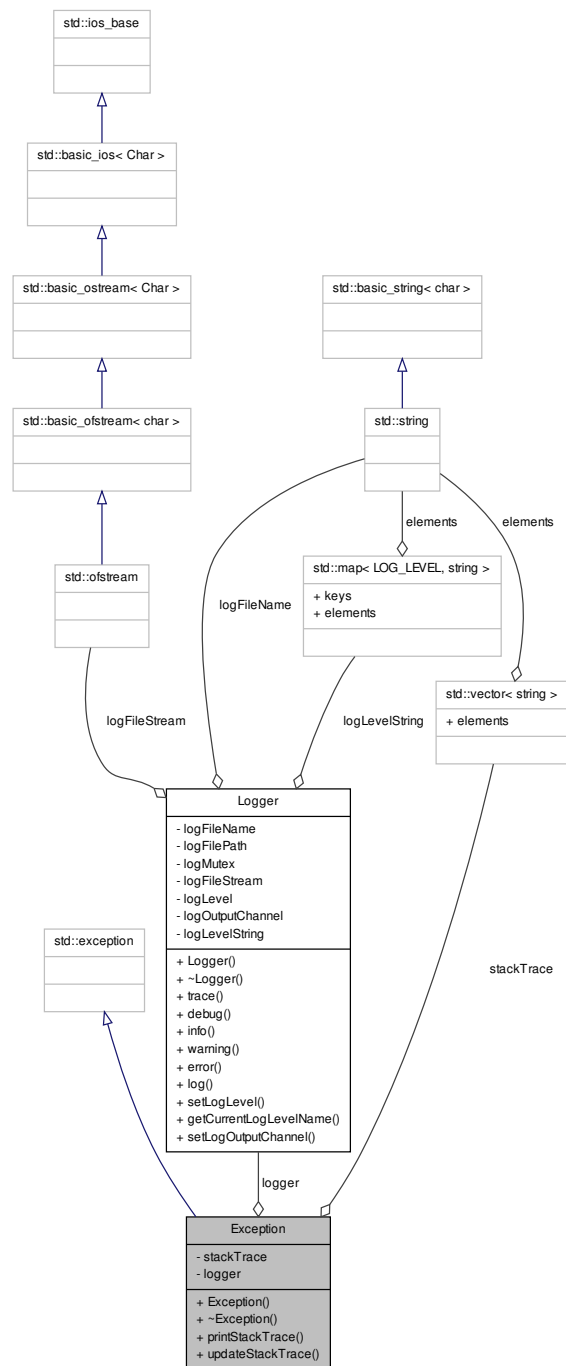 std::ios_base
std::basic_ios< Char >
std::basic_ostream< Char >
std::basic_string< char >
std::basic_ofstream< char >
std::string
elements
elements
std::ofstream
std::map< LOG_LEVEL, string >
+ keys
+ elements
logFileName
std::vector< string >
+ elements
logFileStream
logLevelString
Logger
- logFileName
- logFilePath
- logMutex
- logFileStream
- logLevel
- logOutputChannel
- logLevelString
+ Logger()
+ ~Logger()
+ trace()
+ debug()
+ info()
+ warning()
+ error()
+ log()
+ setLogLevel()
+ getCurrentLogLevelName()
+ setLogOutputChannel()
std::exception
stackTrace
logger
Exception
- stackTrace
- logger
+ Exception()
+ ~Exception()
+ printStackTrace()
+ updateStackTrace()